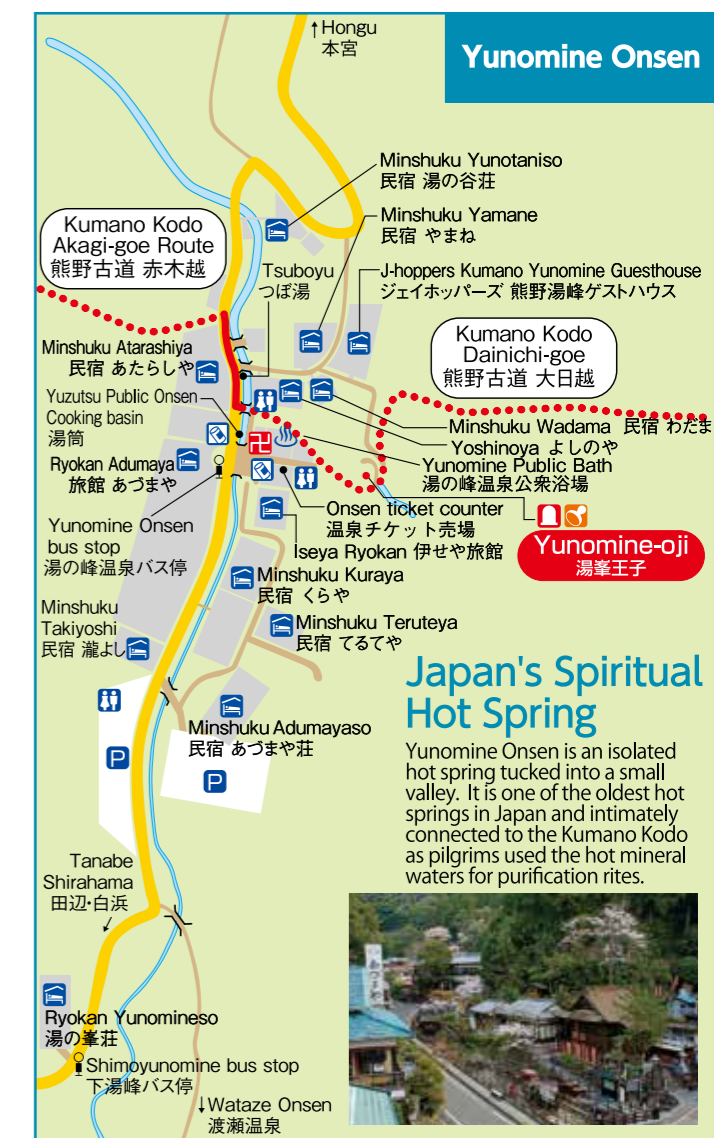 Yunomine Onsen
↑Hongu
本宮
Minshuku Yunotaniso
民宿 湯の谷荘
Minshuku Yamane
民宿 やまね
Kumano Kodo
Akagi-goe Route
熊野古道 赤木越
Tsuboyu
つぼ湯
J-hoppers Kumano Yunomine Guesthouse
ジェイホッパーズ 熊野湯峰ゲストハウス
Kumano Kodo
Dainichi-goe
熊野古道 大日越
Minshuku Atarashiya
民宿 あたらしや
Yuzutsu Public Onsen
Cooking basin
湯筒
Minshuku Wadama 民宿 わだま
Yoshinoya よしのや
Yunomine Public Bath
湯の峰温泉公衆浴場
Ryokan Adumaya
旅館 あづまや
卍
Onsen ticket counter
温泉チケット売場
Iseya Ryokan 伊せや旅館
Yunomine-oji
湯峯王子
Yunomine Onsen
bus stop
湯の峰温泉バス停
Minshuku Kuraya
民宿 くらや
Minshuku
Takiyoshi
民宿 瀧よし
Minshuku Teruteya
民宿 てるてや
Minshuku Adumayaso
民宿 あづまや荘
P
P
Japan's Spiritual
Hot Spring
Yunomine Onsen is an isolated
hot spring tucked into a small
valley. It is one of the oldest hot
springs in Japan and intimately
connected to the Kumano Kodo
as pilgrims used the hot mineral
waters for purification rites.
Tanabe
Shirahama
田辺・白浜
↓
Ryokan Yunomineso
湯の峯荘
Shimoyunomine bus stop
下湯峰バス停
↓Wataze Onsen
渡瀬温泉